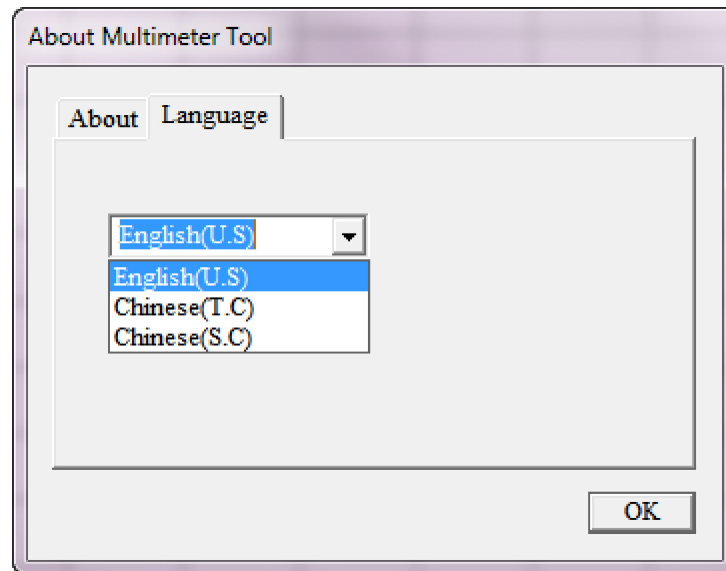 About Multimeter Tool
About Language
English(U.S)
English(U.S)
Chinese(T.C)
Chinese(S.C)
OK